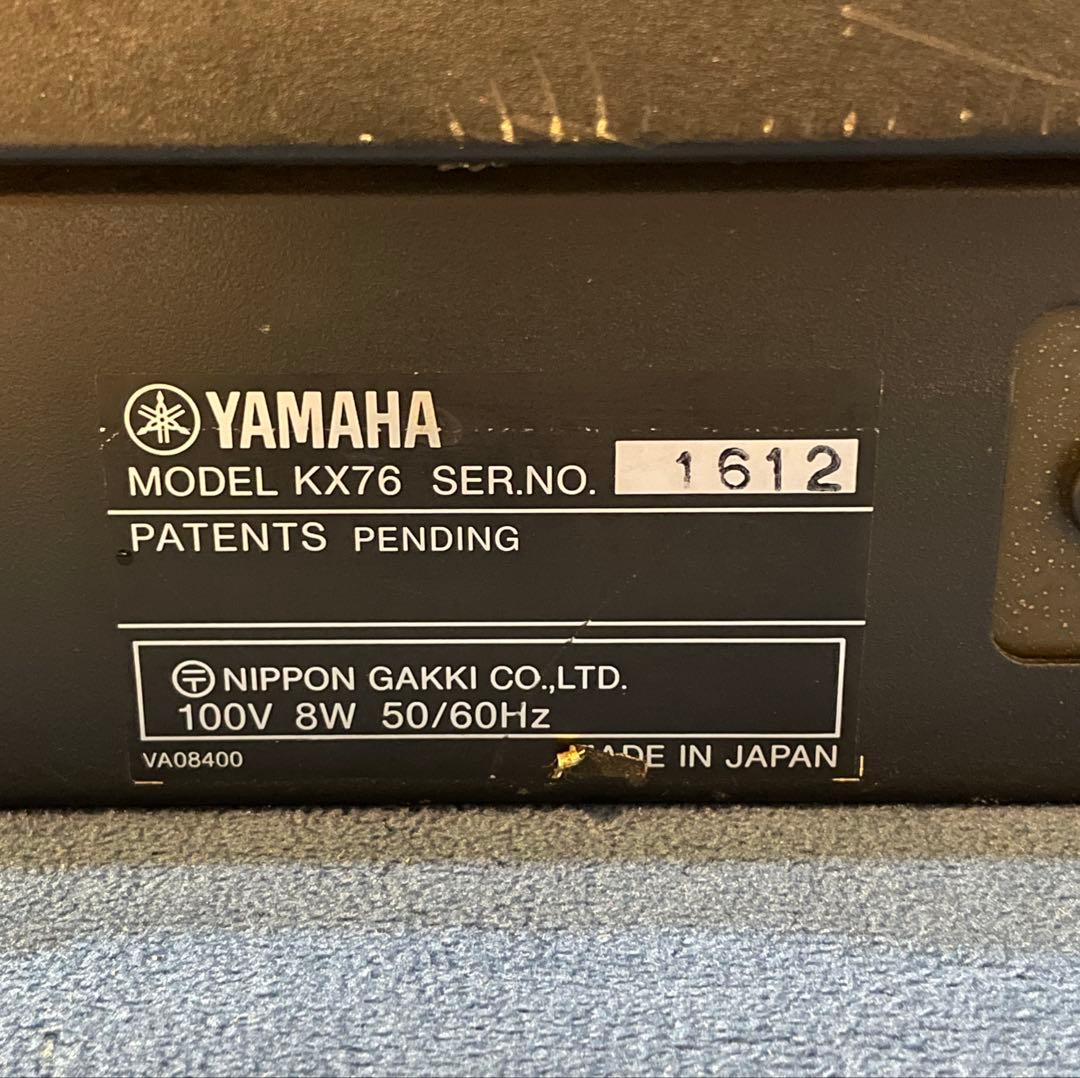 YAMAHA
MODEL KX76 SER.NO. 1612
PATENTS PENDING
〶 NIPPON GAKKI CO.,LTD.
100V 8W 50/60Hz
VA08400 MADE IN JAPAN